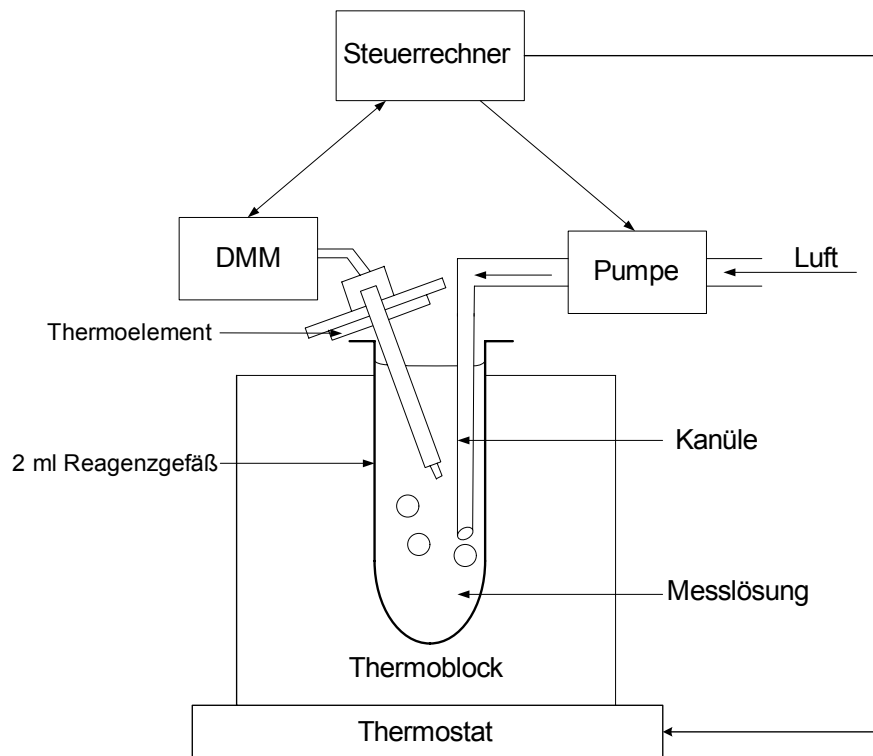 Steuerrechner
DMM
Pumpe
Luft
Thermoelement
Kanüle
2 ml Reagenzgefäß
Messlösung
Thermoblock
Thermostat